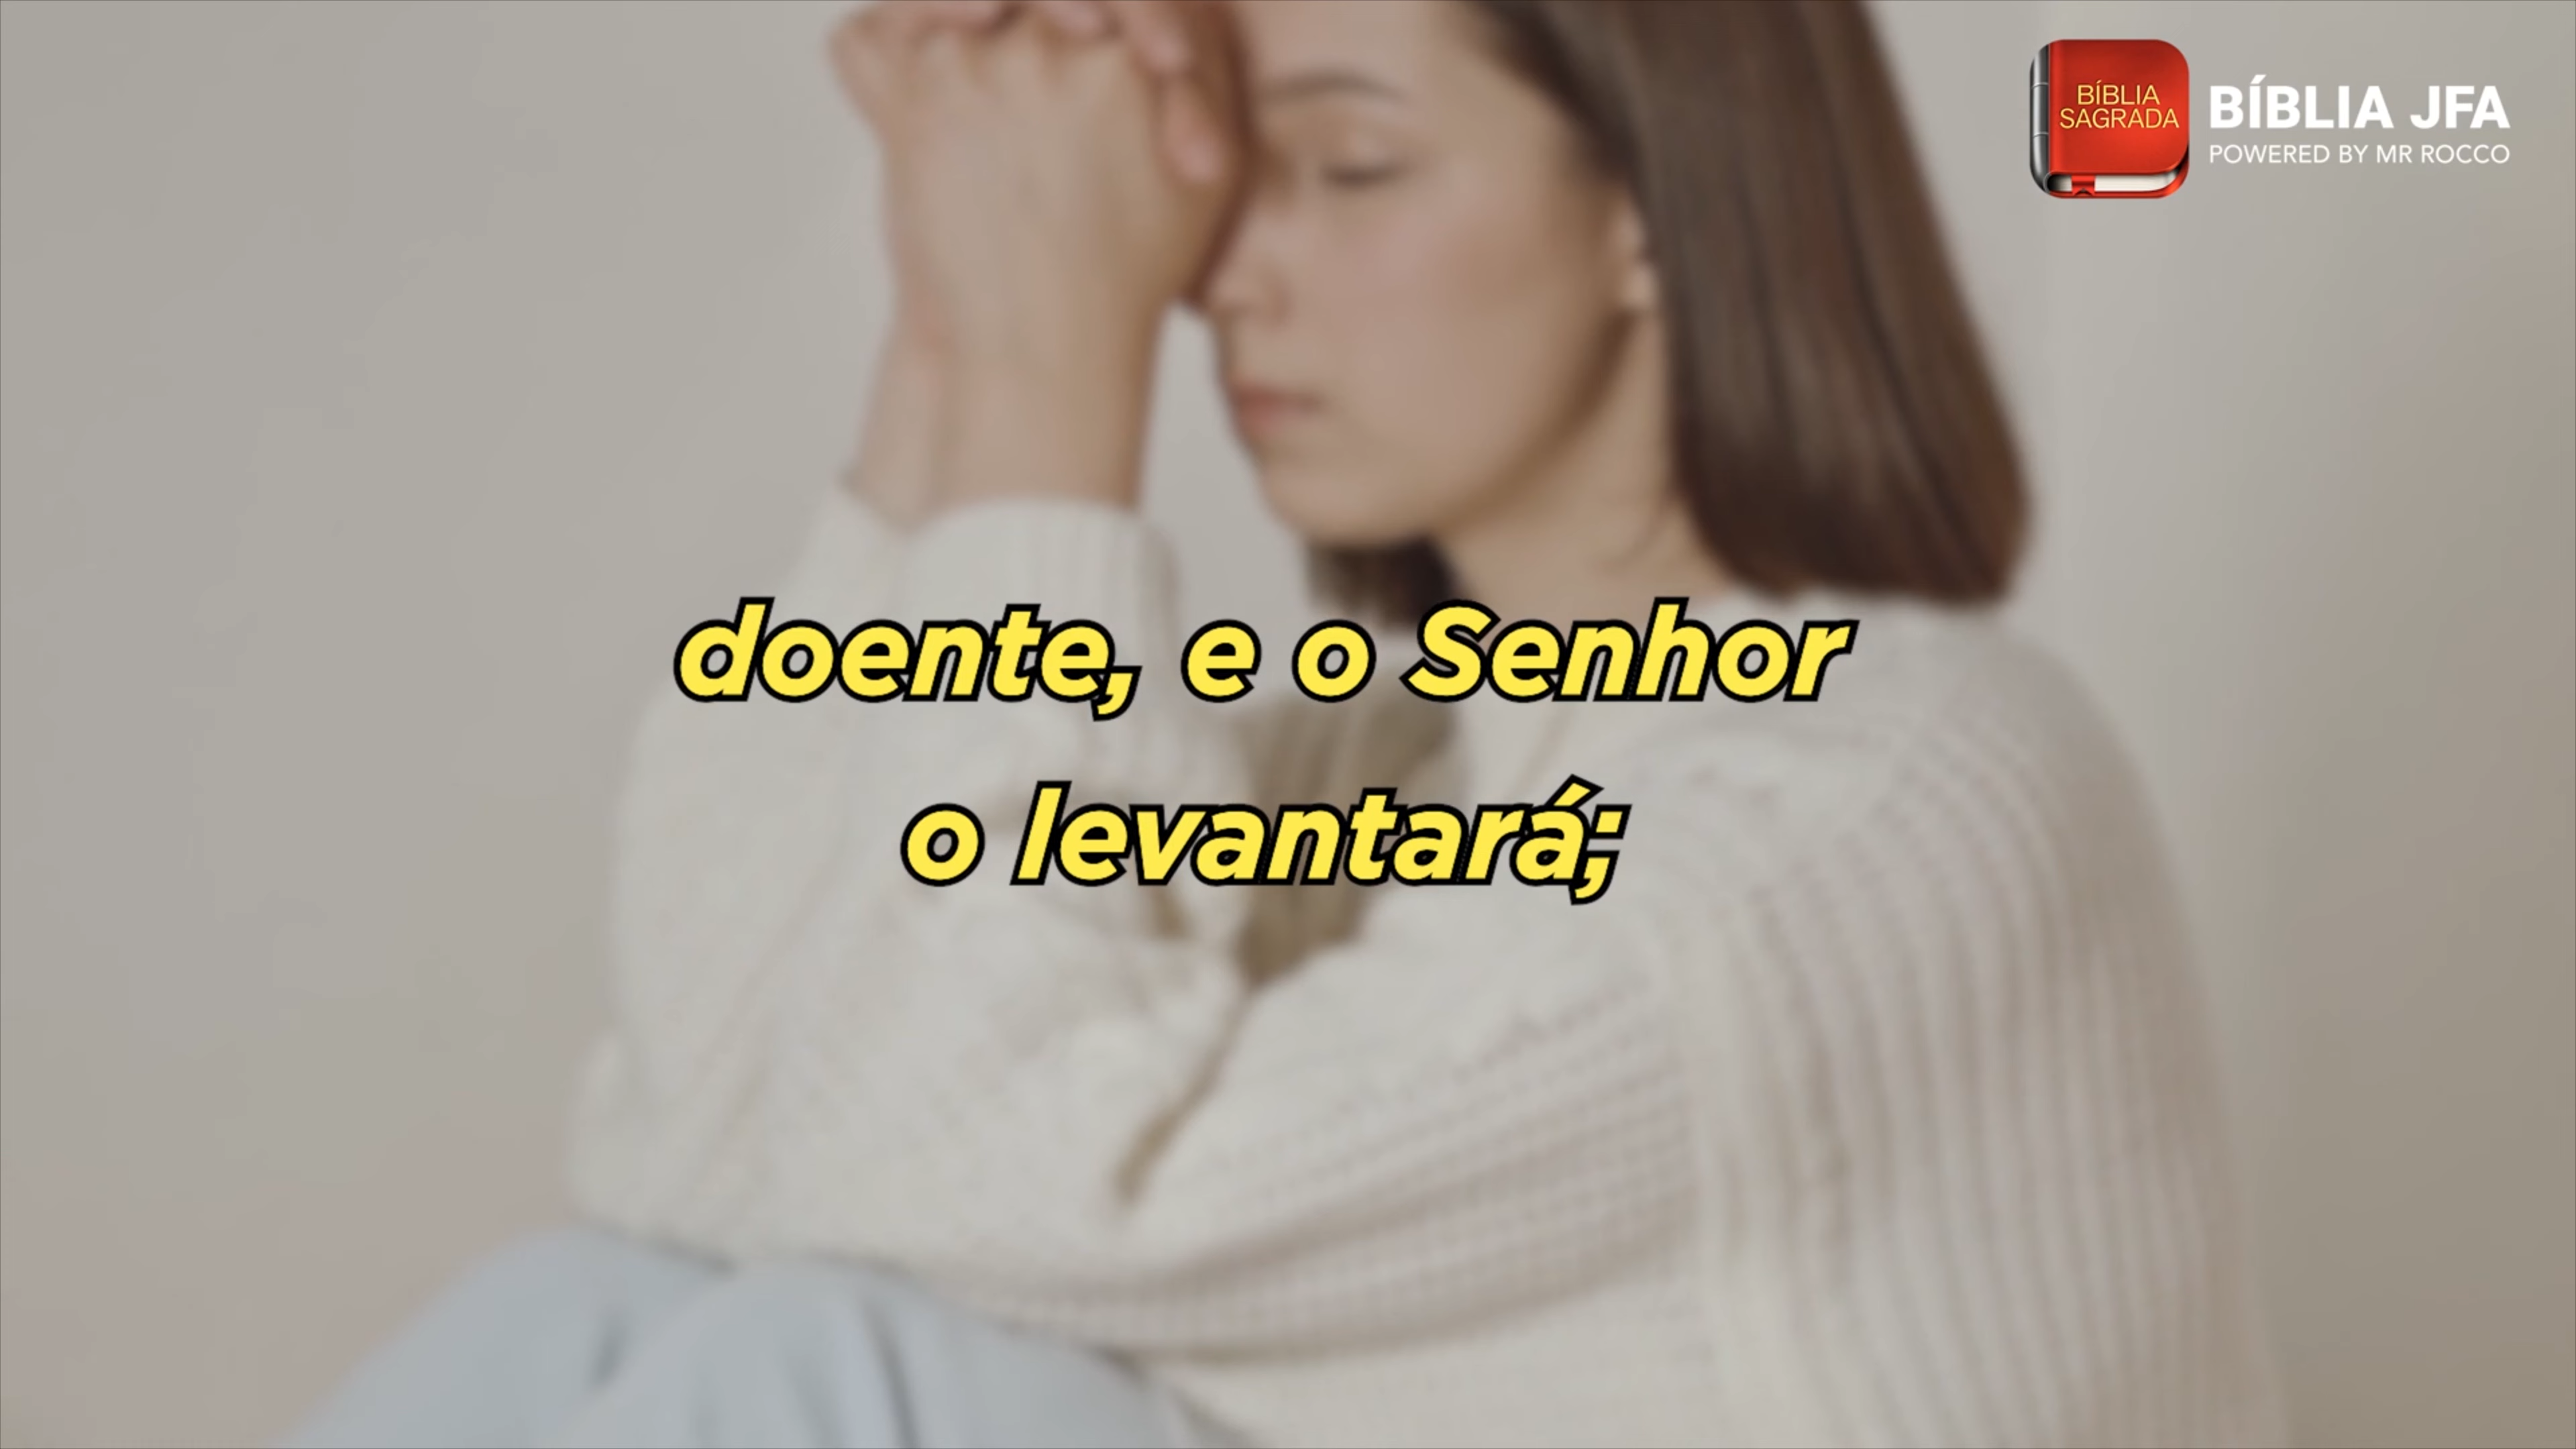 BÍBLIA
SAGRADA
BÍBLIA JFA
POWERED BY MR ROCCO
doente, e o Senhor
o levantará;